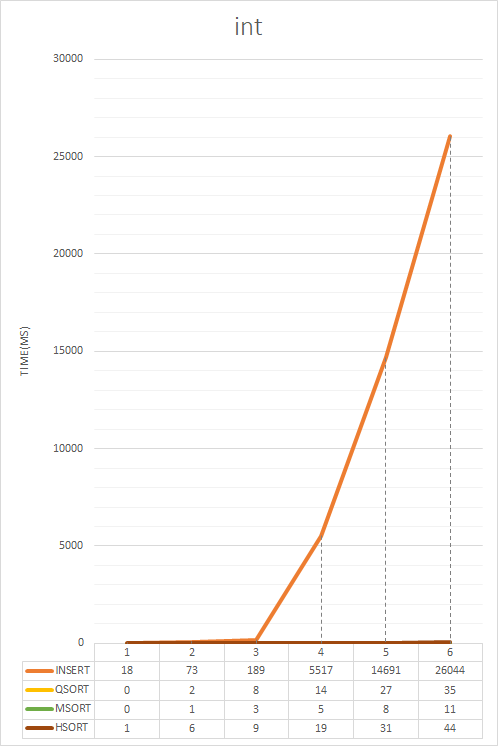 int
30000
25000
20000
15000
10000
5000
0
TIME(MS)
1 2 3 4 5 6
INSERT 18 73 189 5517 14691 26044
QSORT 0 2 8 14 27 35
MSORT 0 1 3 5 8 11
HSORT 1 6 9 19 31 44